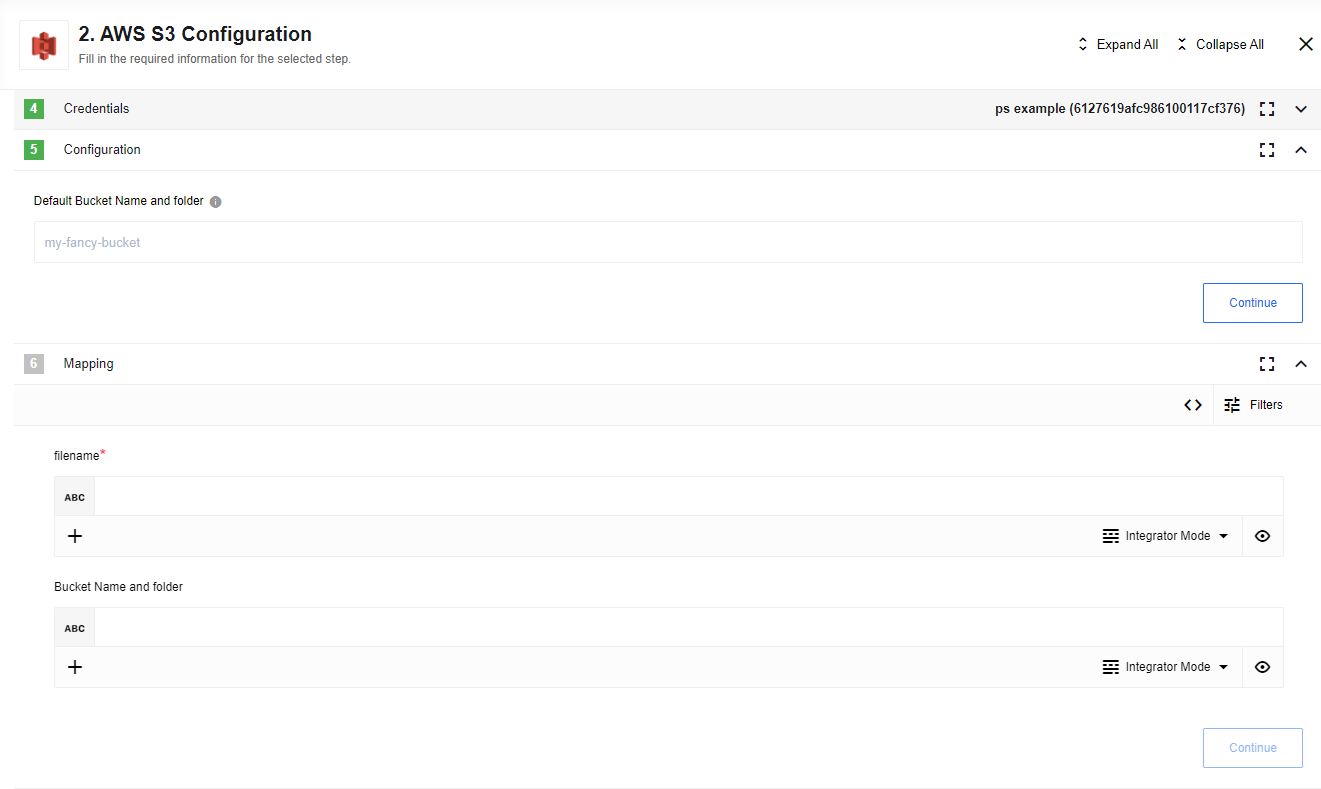 2. AWS S3 Configuration
Fill in the required information for the selected step.
Expand All
Collapse All
4 Credentials
ps example (6127619afc986100117cf376)
5 Configuration
Default Bucket Name and folder
my-fancy-bucket
Continue
6 Mapping
Filters
filename*
ABC
Integrator Mode
Bucket Name and folder
ABC
Integrator Mode
Continue